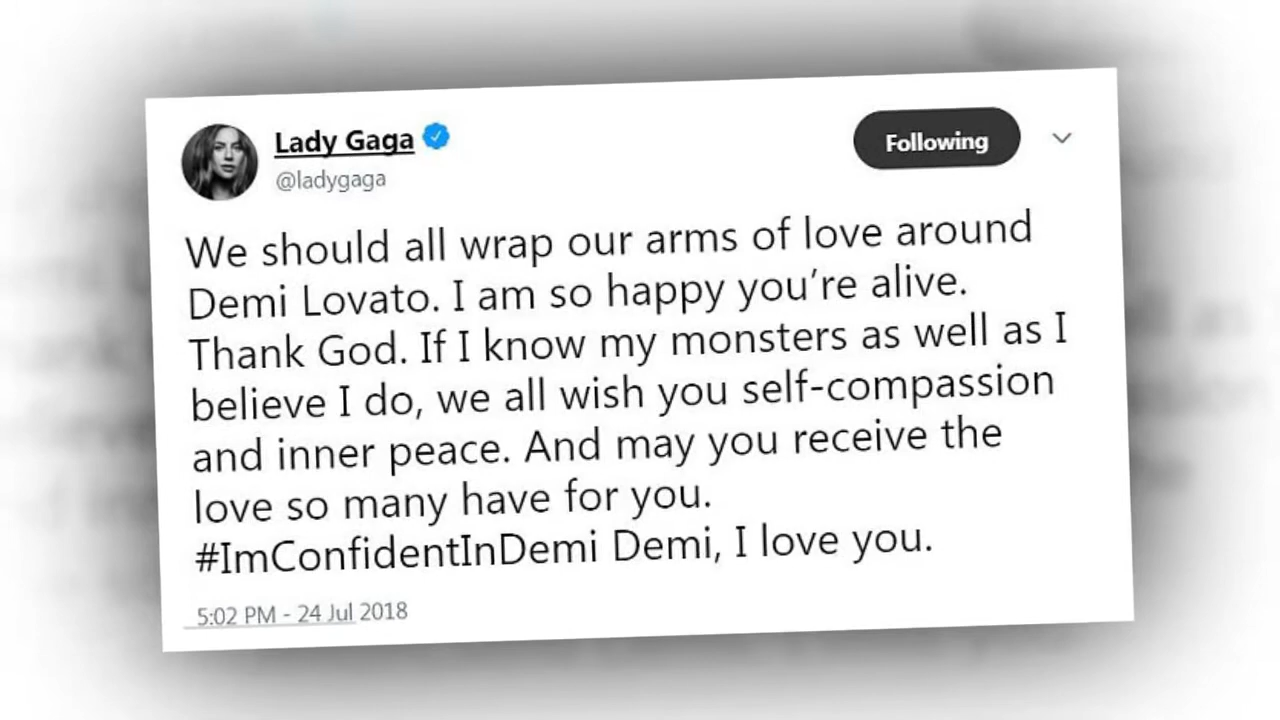 Lady Gaga
@ladygaga
Following
We should all wrap our arms of love around
Demi Lovato. I am so happy you’re alive.
Thank God. If I know my monsters as well as I
believe I do, we all wish you self-compassion
and inner peace. And may you receive the
love so many have for you.
#ImConfidentInDemi Demi, I love you.
5:02 PM - 24 Jul 2018